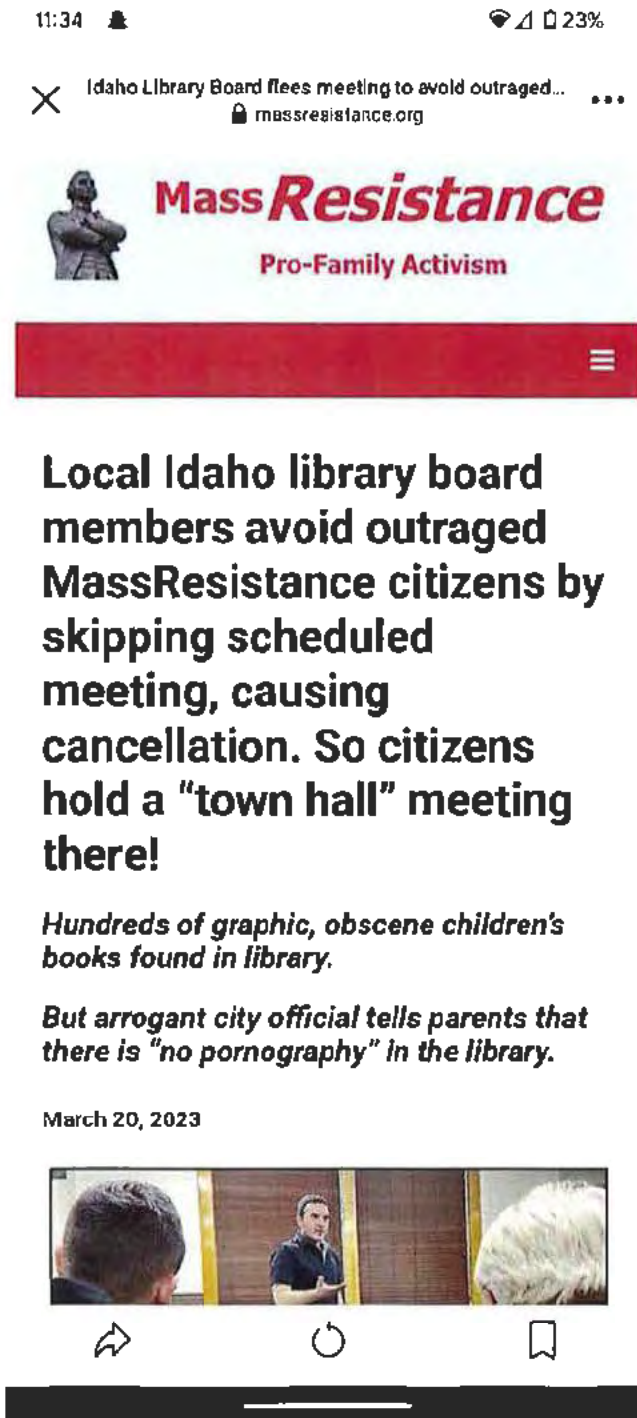 11:34 23%
Idaho Library Board flees meeting to avoid outraged...
massresistance.org
MassResistance
Pro-Family Activism
Local Idaho library board
members avoid outraged
MassResistance citizens by
skipping scheduled
meeting, causing
cancellation. So citizens
hold a “town hall” meeting
there!
Hundreds of graphic, obscene children's
books found in library.
But arrogant city official tells parents that
there is “no pornography” in the library.
March 20, 2023